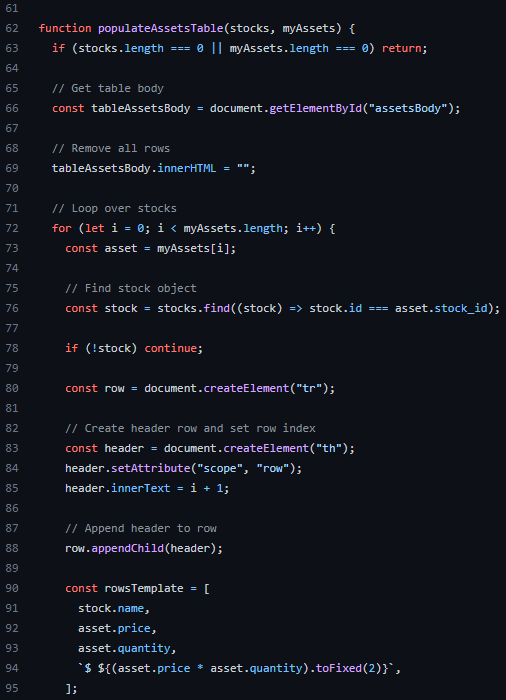 61
62 function populateAssetsTable(stocks, myAssets) {
63   if (stocks.length === 0 || myAssets.length === 0) return;
64
65   // Get table body
66   const tableAssetsBody = document.getElementById("assetsBody");
67
68   // Remove all rows
69   tableAssetsBody.innerHTML = "";
70
71   // Loop over stocks
72   for (let i = 0; i < myAssets.length; i++) {
73     const asset = myAssets[i];
74
75     // Find stock object
76     const stock = stocks.find((stock) => stock.id === asset.stock_id);
77
78     if (!stock) continue;
79
80     const row = document.createElement("tr");
81
82     // Create header row and set row index
83     const header = document.createElement("th");
84     header.setAttribute("scope", "row");
85     header.innerText = i + 1;
86
87     // Append header to row
88     row.appendChild(header);
89
90     const rowsTemplate = [
91       stock.name,
92       asset.price,
93       asset.quantity,
94       `$ ${(asset.price * asset.quantity).toFixed(2)}`,
95     ];